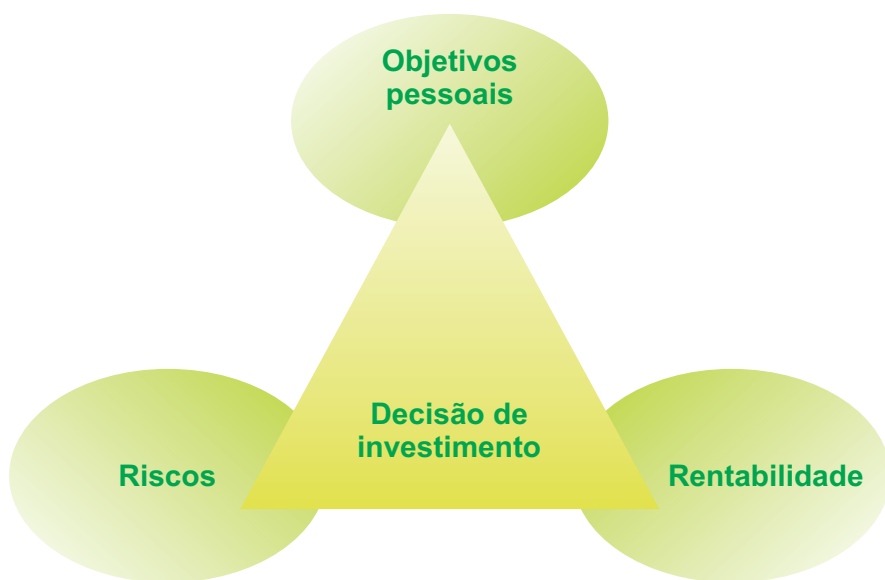 Objetivos
pessoais
Decisão de
investimento
Riscos
Rentabilidade